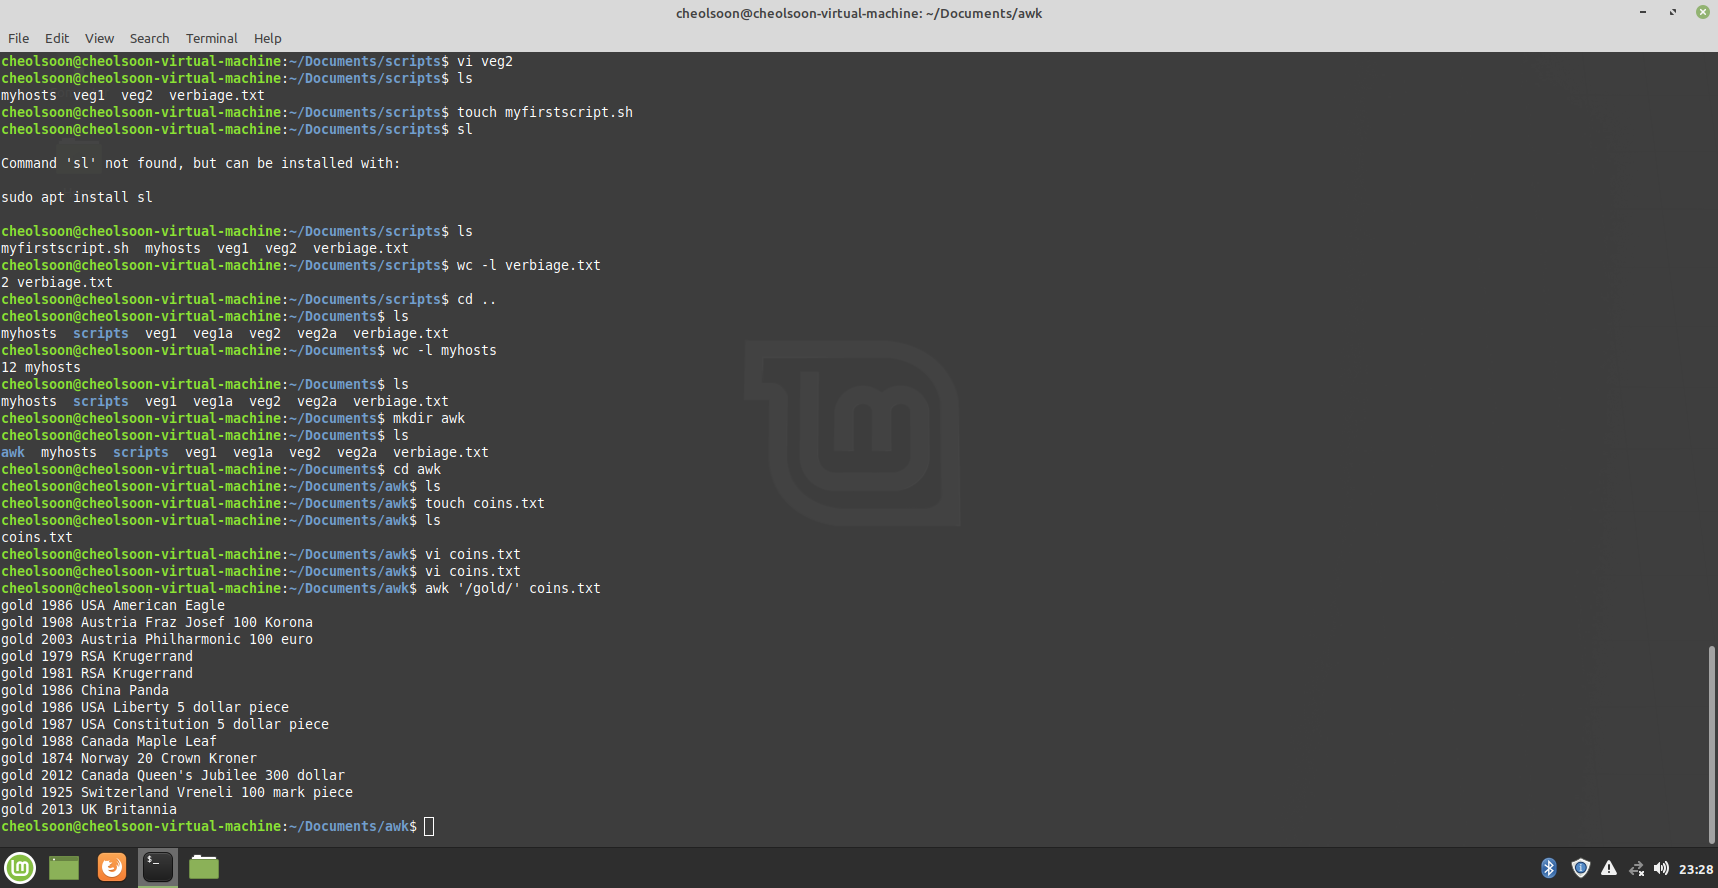 cheolsoon@cheolsoon-virtual-machine: ~/Documents/awk
File Edit View Search Terminal Help
cheolsoon@cheolsoon-virtual-machine:~/Documents/scripts$ vi veg2
cheolsoon@cheolsoon-virtual-machine:~/Documents/scripts$ ls
myhosts  veg1  veg2  verbiage.txt
cheolsoon@cheolsoon-virtual-machine:~/Documents/scripts$ touch myfirstscript.sh
cheolsoon@cheolsoon-virtual-machine:~/Documents/scripts$ sl
Command 'sl' not found, but can be installed with:
sudo apt install sl
cheolsoon@cheolsoon-virtual-machine:~/Documents/scripts$ ls
myfirstscript.sh  myhosts  veg1  veg2  verbiage.txt
cheolsoon@cheolsoon-virtual-machine:~/Documents/scripts$ wc -l verbiage.txt
2 verbiage.txt
cheolsoon@cheolsoon-virtual-machine:~/Documents/scripts$ cd ..
cheolsoon@cheolsoon-virtual-machine:~/Documents$ ls
myhosts  scripts  veg1  veg1a  veg2  veg2a  verbiage.txt
cheolsoon@cheolsoon-virtual-machine:~/Documents$ wc -l myhosts
12 myhosts
cheolsoon@cheolsoon-virtual-machine:~/Documents$ ls
myhosts  scripts  veg1  veg1a  veg2  veg2a  verbiage.txt
cheolsoon@cheolsoon-virtual-machine:~/Documents$ mkdir awk
cheolsoon@cheolsoon-virtual-machine:~/Documents$ ls
awk  myhosts  scripts  veg1  veg1a  veg2  veg2a  verbiage.txt
cheolsoon@cheolsoon-virtual-machine:~/Documents$ cd awk
cheolsoon@cheolsoon-virtual-machine:~/Documents/awk$ ls
cheolsoon@cheolsoon-virtual-machine:~/Documents/awk$ touch coins.txt
cheolsoon@cheolsoon-virtual-machine:~/Documents/awk$ ls
coins.txt
cheolsoon@cheolsoon-virtual-machine:~/Documents/awk$ vi coins.txt
cheolsoon@cheolsoon-virtual-machine:~/Documents/awk$ vi coins.txt
cheolsoon@cheolsoon-virtual-machine:~/Documents/awk$ awk '/gold/' coins.txt
gold 1986 USA American Eagle
gold 1908 Austria Fraz Josef 100 Korona
gold 2003 Austria Philharmonic 100 euro
gold 1979 RSA Krugerrand
gold 1981 RSA Krugerrand
gold 1986 China Panda
gold 1986 USA Liberty 5 dollar piece
gold 1987 USA Constitution 5 dollar piece
gold 1988 Canada Maple Leaf
gold 1874 Norway 20 Crown Kroner
gold 2012 Canada Queen's Jubilee 300 dollar
gold 1925 Switzerland Vreneli 100 mark piece
gold 2013 UK Britannia
cheolsoon@cheolsoon-virtual-machine:~/Documents/awk$
23:28